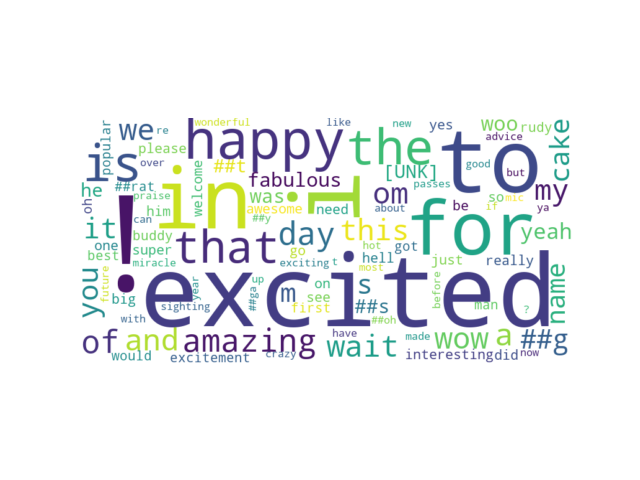 wonderful like new yes woo rudy
popular we re happy the to cake
please over ##t [UNK] good but advice
is in fabulous om passes my
he ##rat welcome was be so mic
oh praise him awesome need about if ya
it can ##y i for
! that day this yeah
one buddy go hot got
best super exciting t hell just really
you miracle up most
future big excited name
sighting year ##ga m first on see s ##s before man ?
with ##oh
of and amazing have wait made wow a ##g
would excitement crazy interesting did now